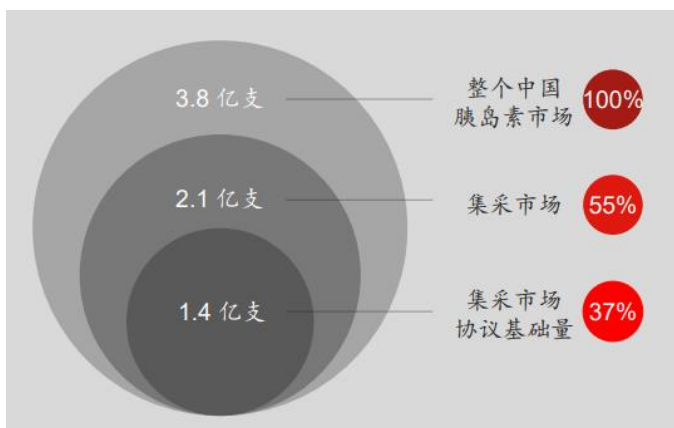 3.8 亿支
整个中国
胰岛素市场
100%
2.1 亿支
集采市场
55%
1.4 亿支
集采市场
协议基础量
37%